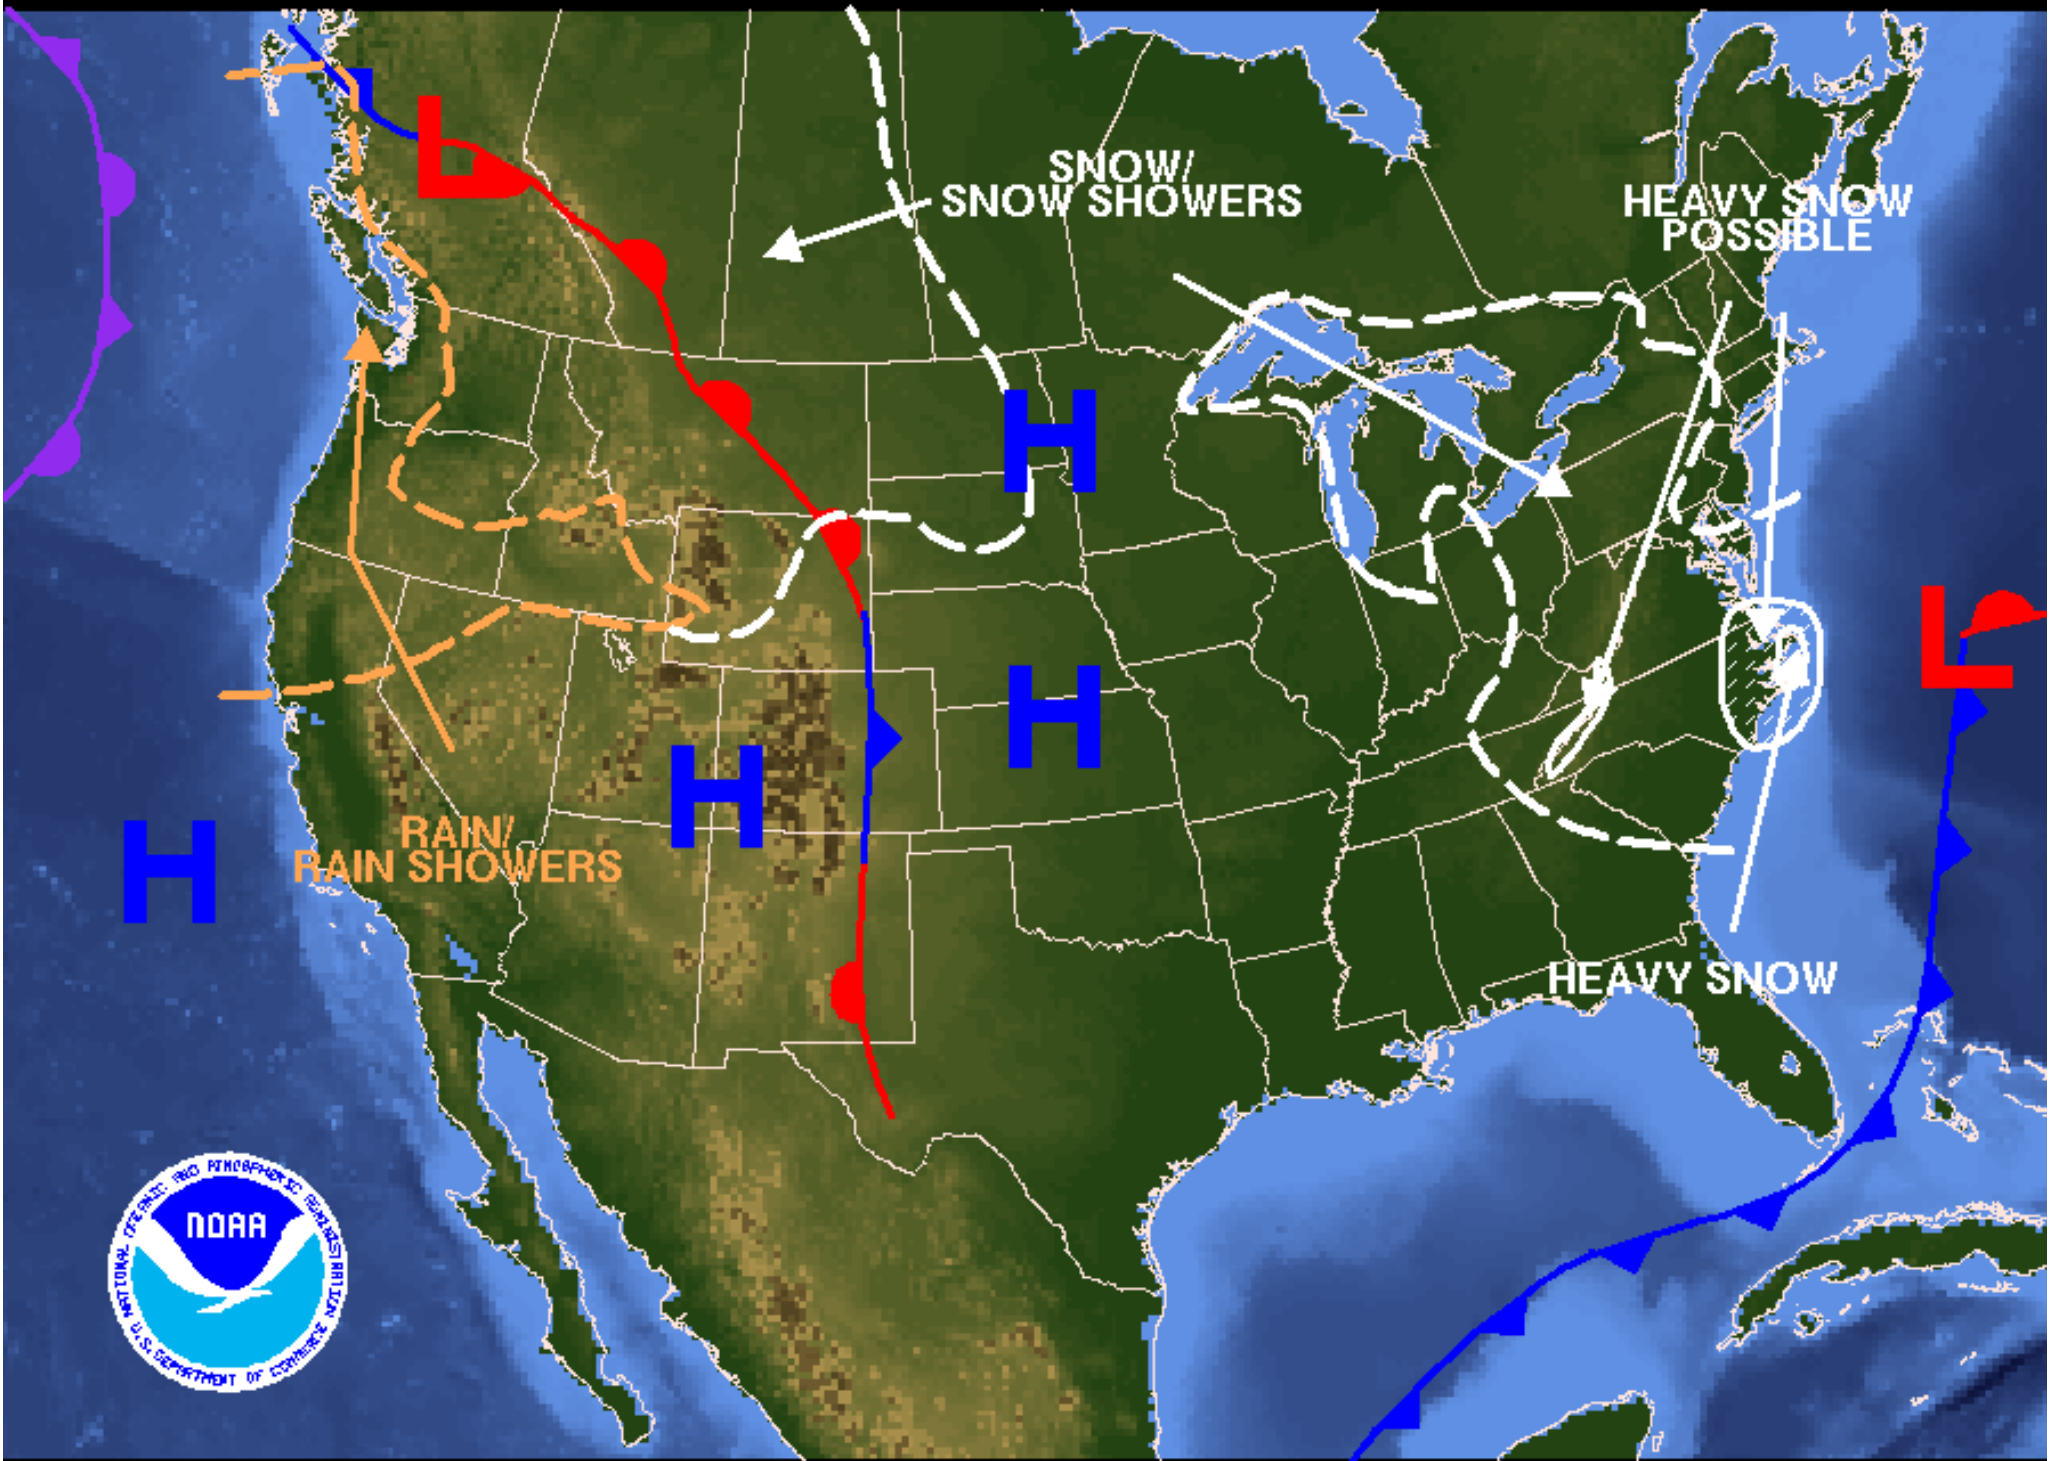 L
SNOW/
SNOW SHOWERS
HEAVY SNOW
POSSIBLE
H
L
H
H
RAIN/
RAIN SHOWERS
H
HEAVY SNOW
NATIONAL OCEANIC AND ATMOSPHERIC ADMINISTRATION
NOAA
U.S. DEPARTMENT OF COMMERCE